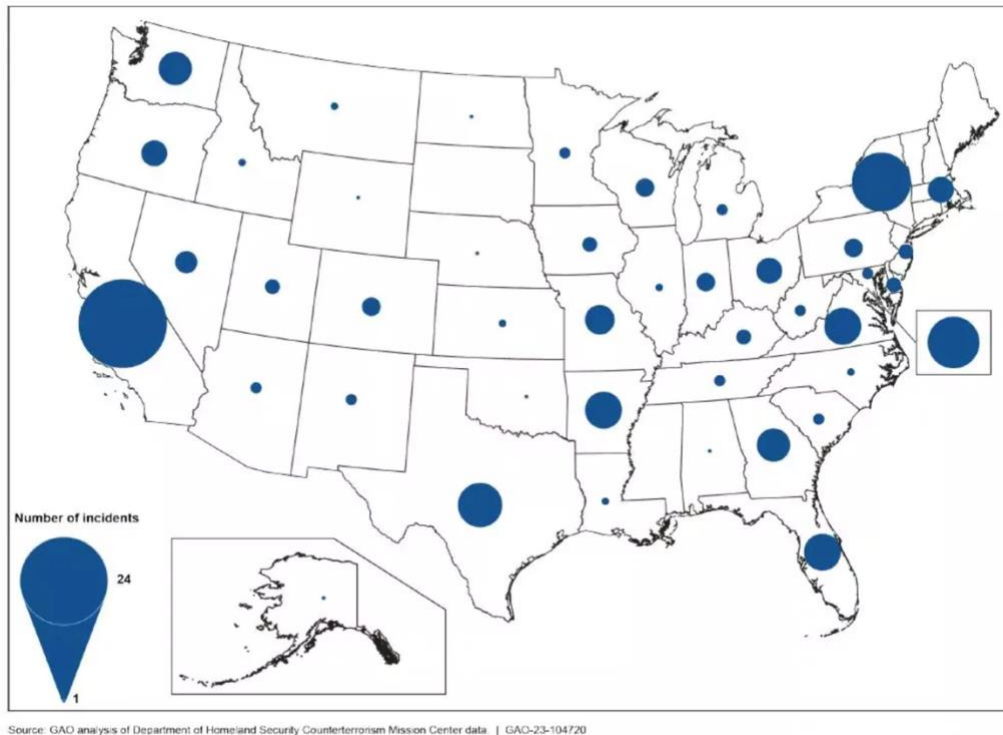 Number of incidents
24
1
Source: GAO analysis of Department of Homeland Security Counterterrorism Mission Center data. | GAO-23-104720